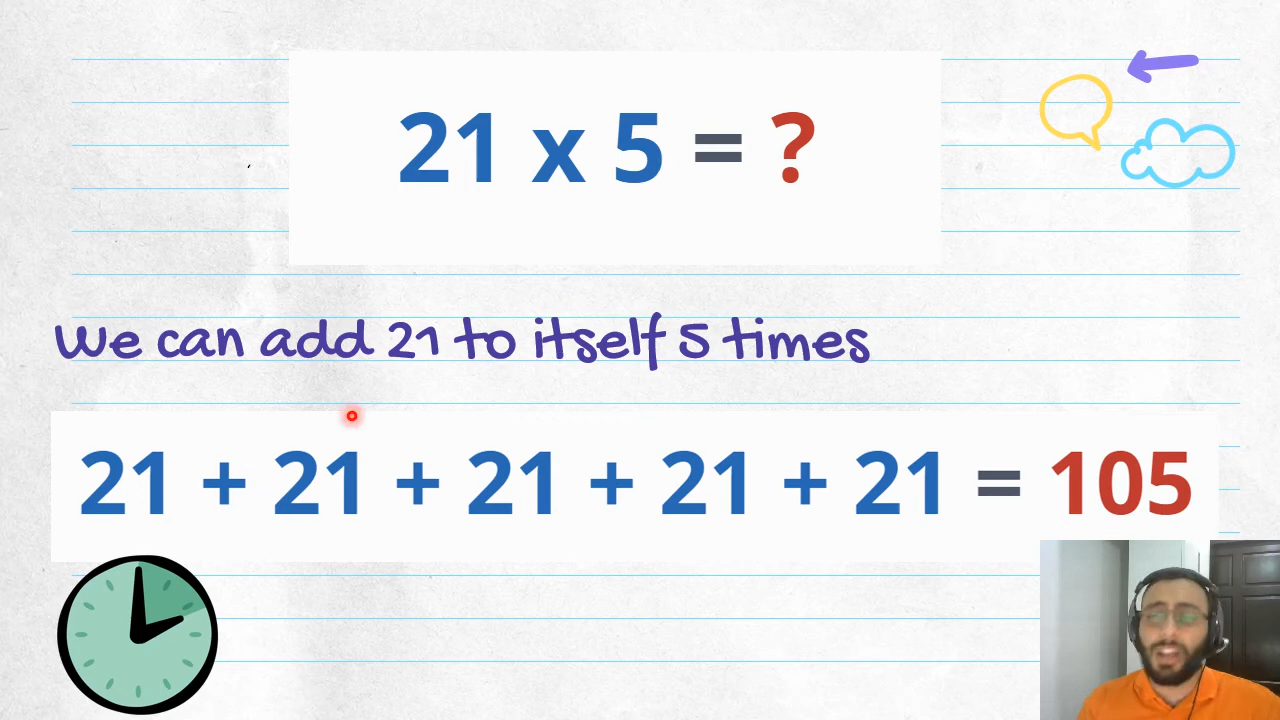 21 x 5 = ?
We can add 21 to itself 5 times
21 + 21 + 21 + 21 + 21 = 105